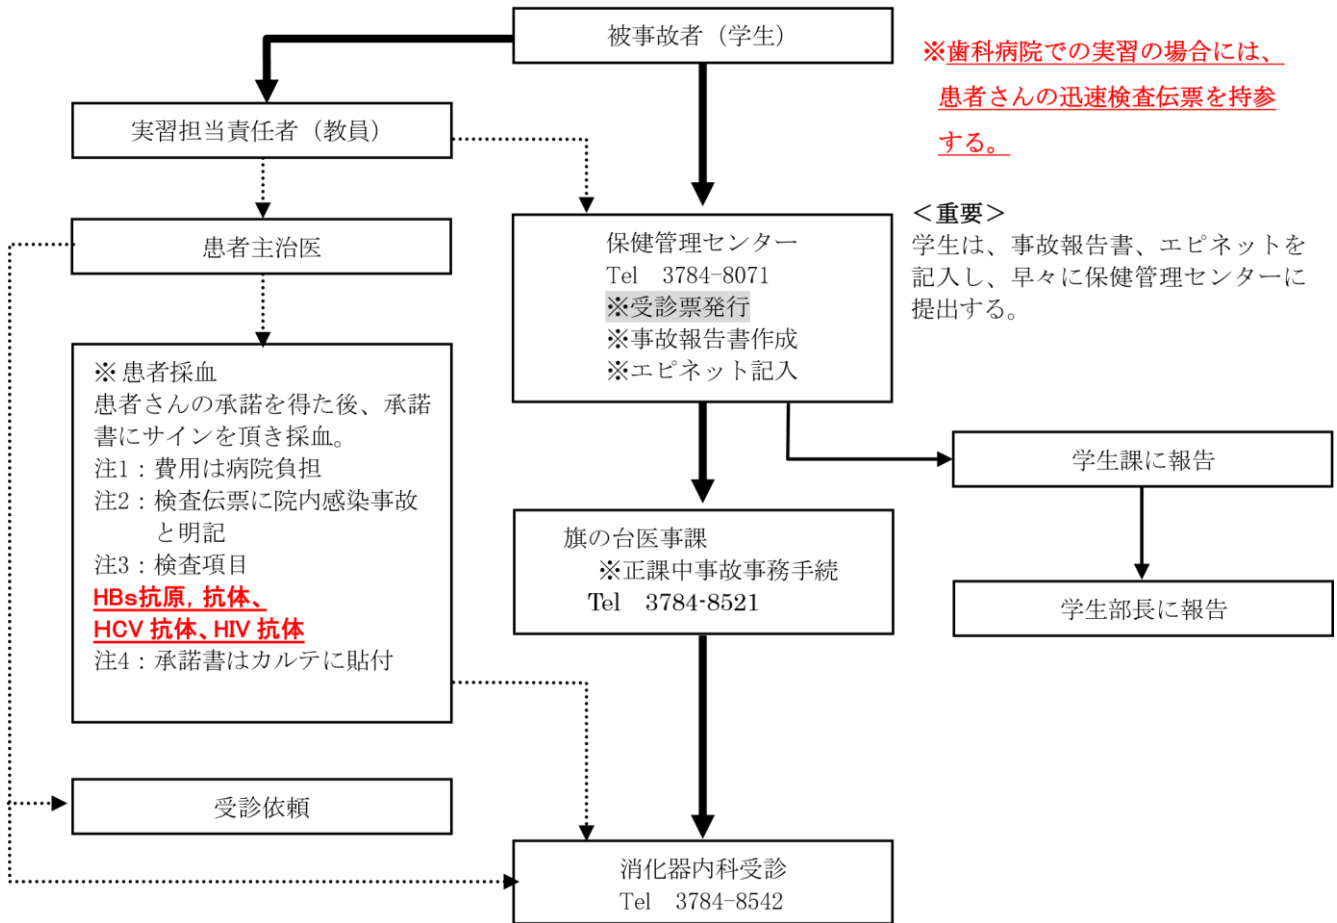 被事故者（学生）
※歯科病院での実習の場合には、
患者さんの迅速検査伝票を持参
する。
実習担当責任者（教員）
患者主治医
保健管理センター
Tel　3784-8071
※受診票発行
※事故報告書作成
※エピネット記入
＜重要＞
学生は、事故報告書、エピネットを
記入し、早々に保健管理センターに
提出する。
※ 患者採血
患者さんの承諾を得た後、承諾
書にサインを頂き採血。
注1：費用は病院負担
注2：検査伝票に院内感染事故
と明記
注3：検査項目
HBs抗原, 抗体、
HCV 抗体、HIV 抗体
注4：承諾書はカルテに貼付
学生課に報告
旗の台医事課
※正課中事故事務手続
Tel　3784-8521
学生部長に報告
受診依頼
消化器内科受診
Tel　3784-8542